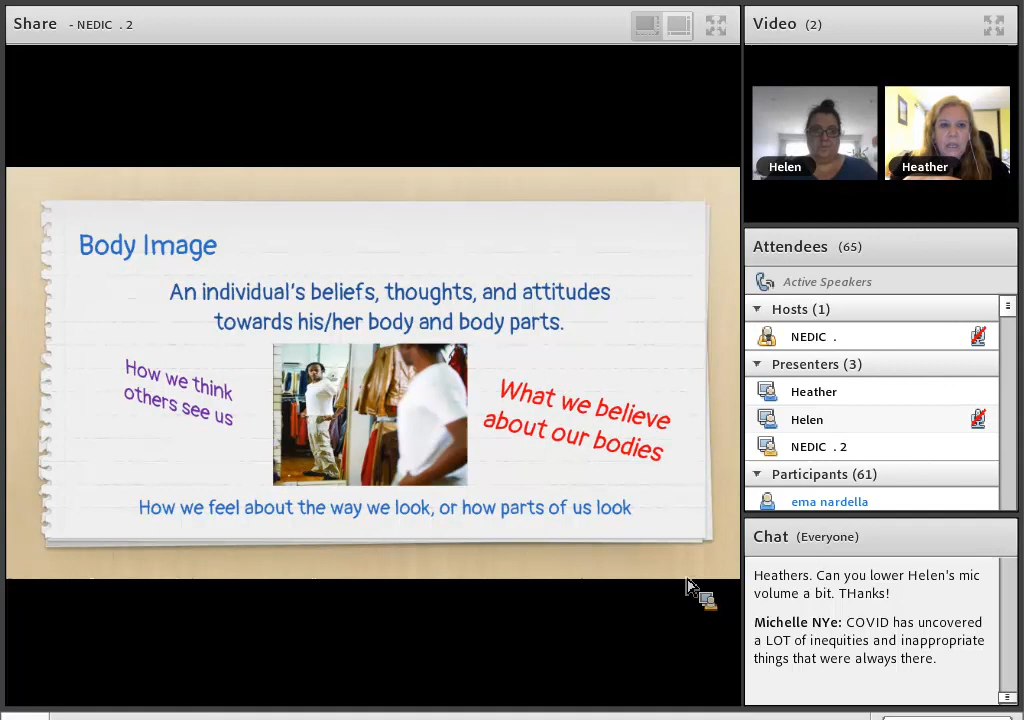 Share - NEDIC . 2
Body Image
An individual's beliefs, thoughts, and attitudes
towards his/her body and body parts.
How we think
others see us
What we believe
about our bodies
How we feel about the way we look, or how parts of us look
Video (2)
Helen
Heather
Attendees (65)
Active Speakers
Hosts (1)
NEDIC .
Presenters (3)
Heather
Helen
NEDIC . 2
Participants (61)
ema nardella
Chat (Everyone)
Heathers. Can you lower Helen's mic
volume a bit. THanks!
Michelle NYe: COVID has uncovered
a LOT of inequities and inappropriate
things that were always there.